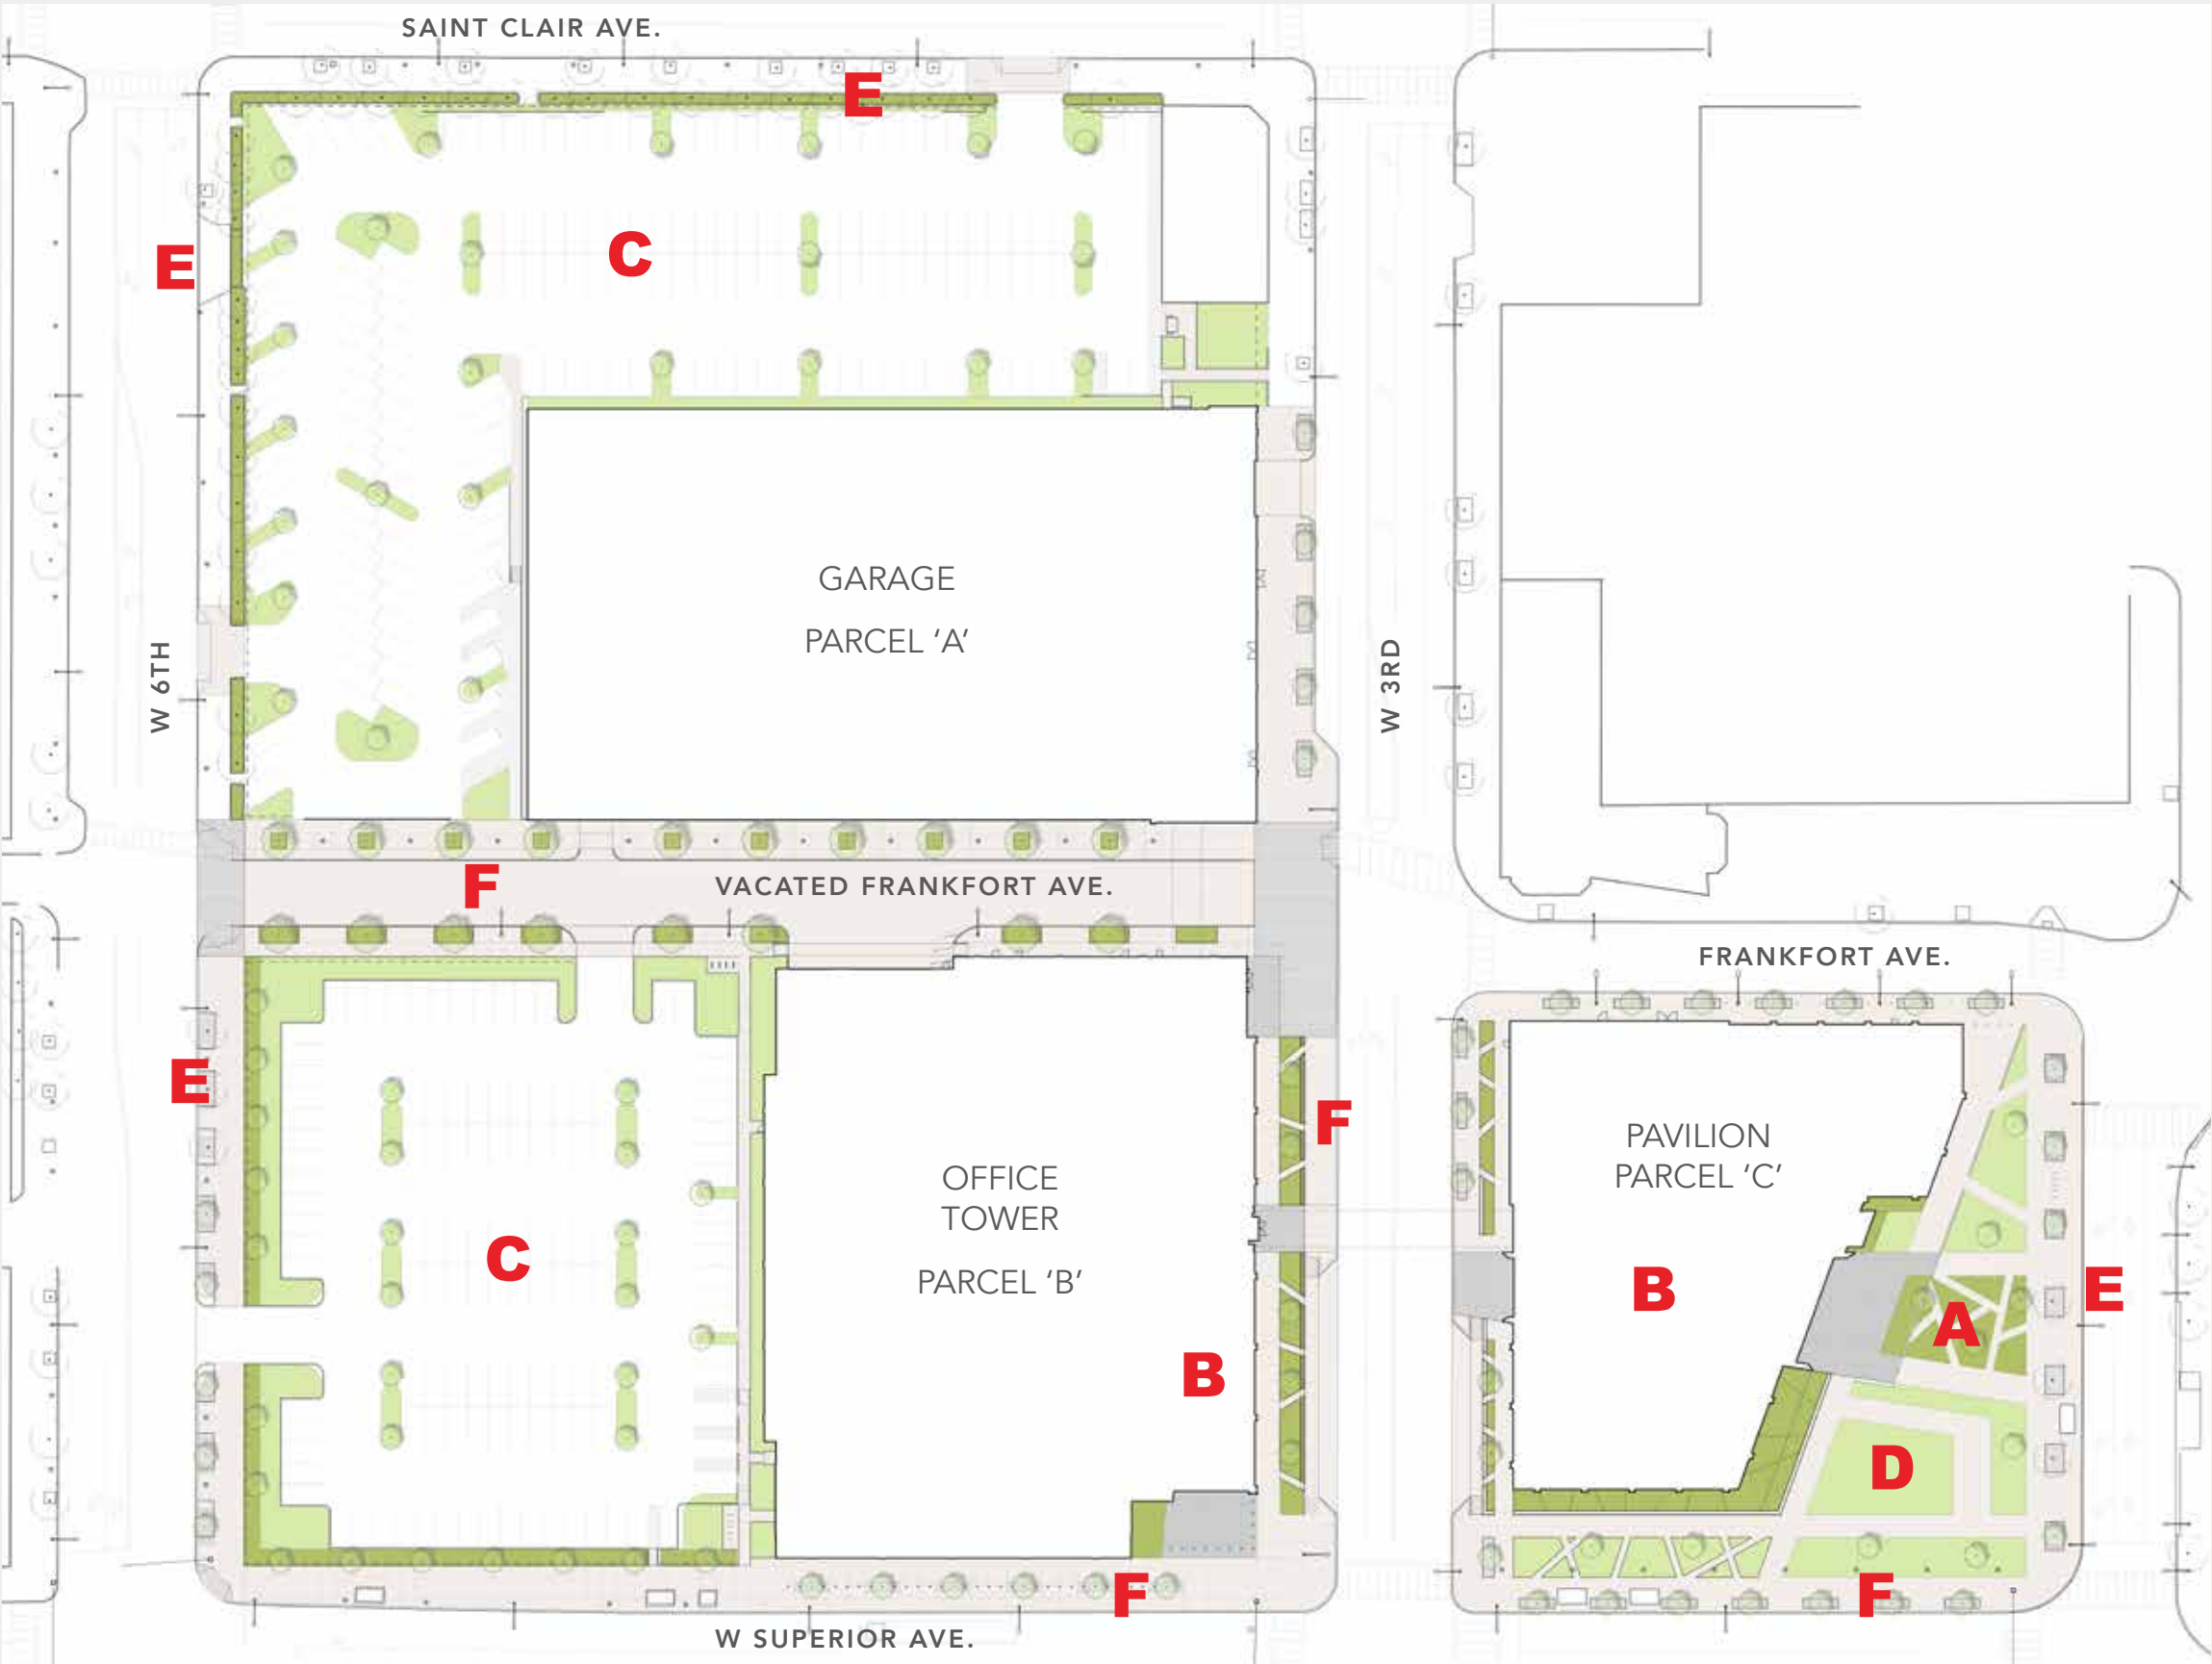 SAINT CLAIR AVE.
E
E
C
GARAGE
PARCEL ‘A’
W 6TH
W 3RD
F
VACATED FRANKFORT AVE.
FRANKFORT AVE.
E
F
PAVILION
PARCEL ‘C’
OFFICE
TOWER
PARCEL ‘B’
C
B
E
A
B
D
F
F
W SUPERIOR AVE.